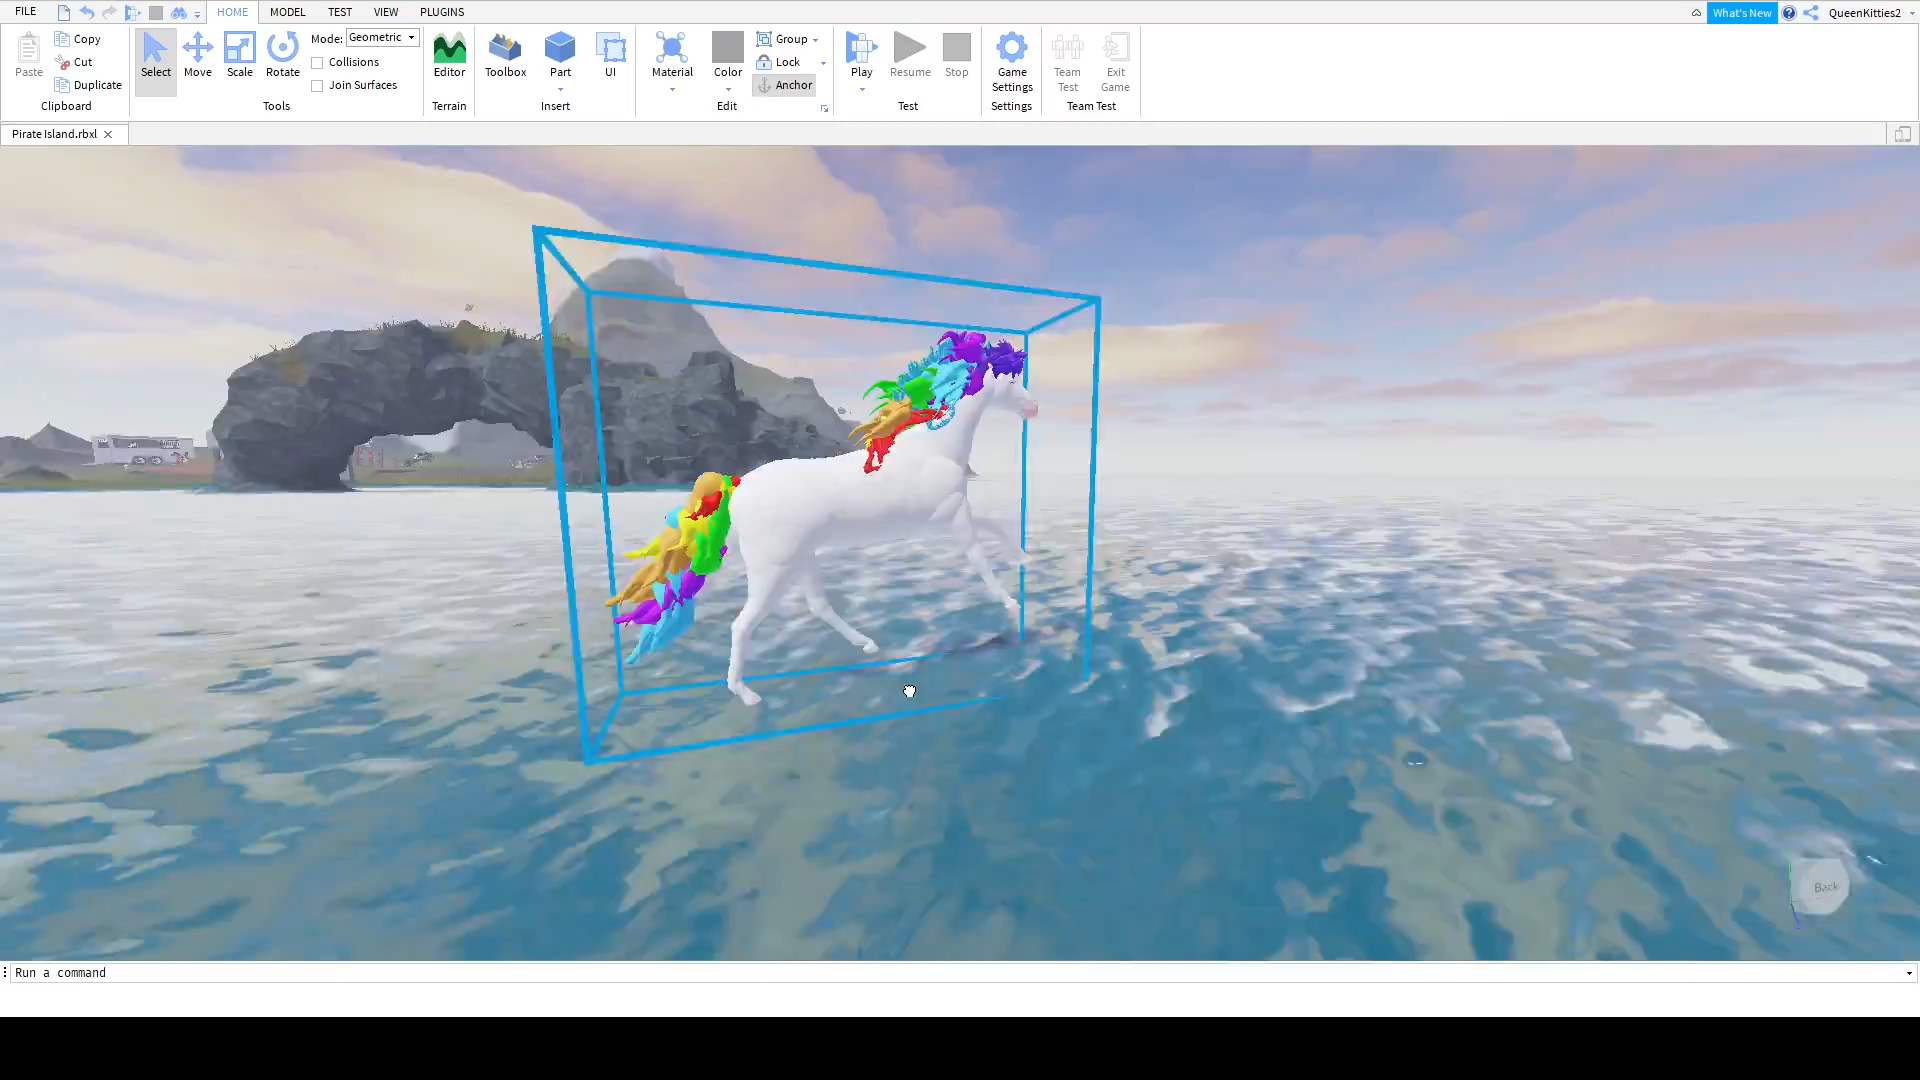 FILE HOME MODEL TEST VIEW PLUGINS What's New QueenKitties2
Paste Copy Cut Duplicate Clipboard
Select Move Scale Rotate Mode: Geometric Collisions Join Surfaces Tools
Editor Terrain
Toolbox Part UI Insert
Material Color Group Lock Anchor Edit
Play Resume Stop Test
Game Settings Settings
Team Test Exit Game Team Test
Pirate Island.rbxl
Back
Run a command